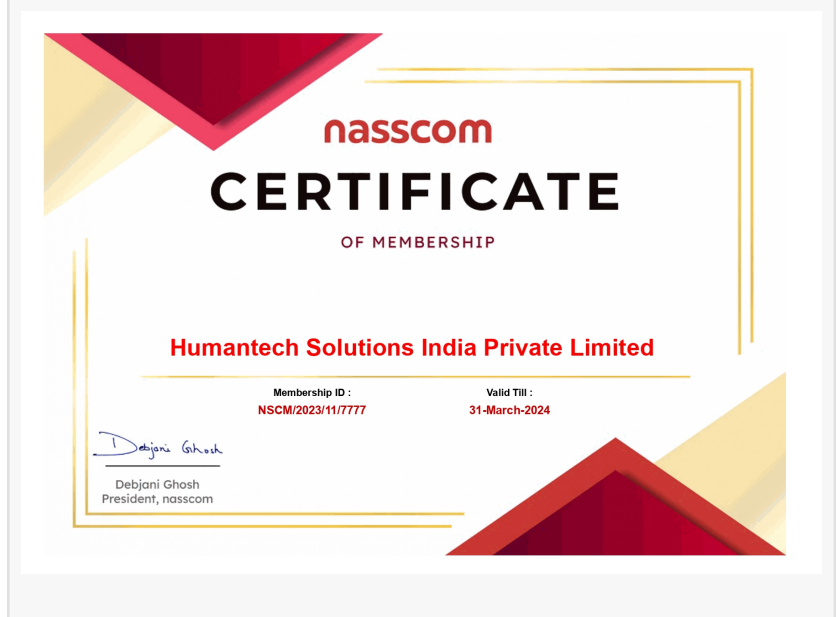 nasscom
CERTIFICATE
OF MEMBERSHIP
Humantech Solutions India Private Limited
Membership ID :
NSCM/2023/11/7777
Valid Till :
31-March-2024
Debjani Ghosh
Debjani Ghosh
President, nasscom